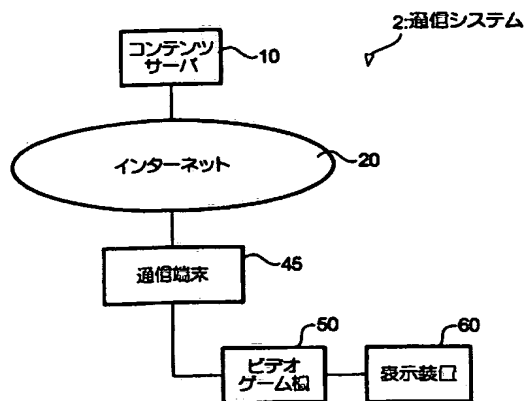 2:通信システム
コンテンツ
サーバ
10
インターネット
20
通信端末
45
50
ビデオ
ゲーム機
60
表示装置